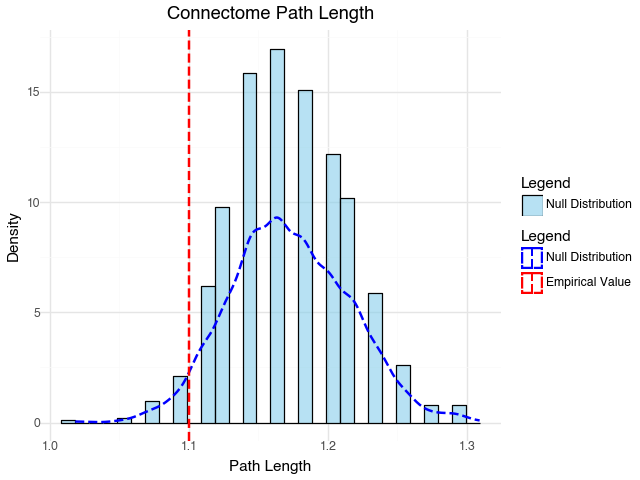 Connectome Path Length
15
10
5
0
Density
1.0
1.1
1.2
1.3
Path Length
Legend
Null Distribution
Legend
Null Distribution
Empirical Value